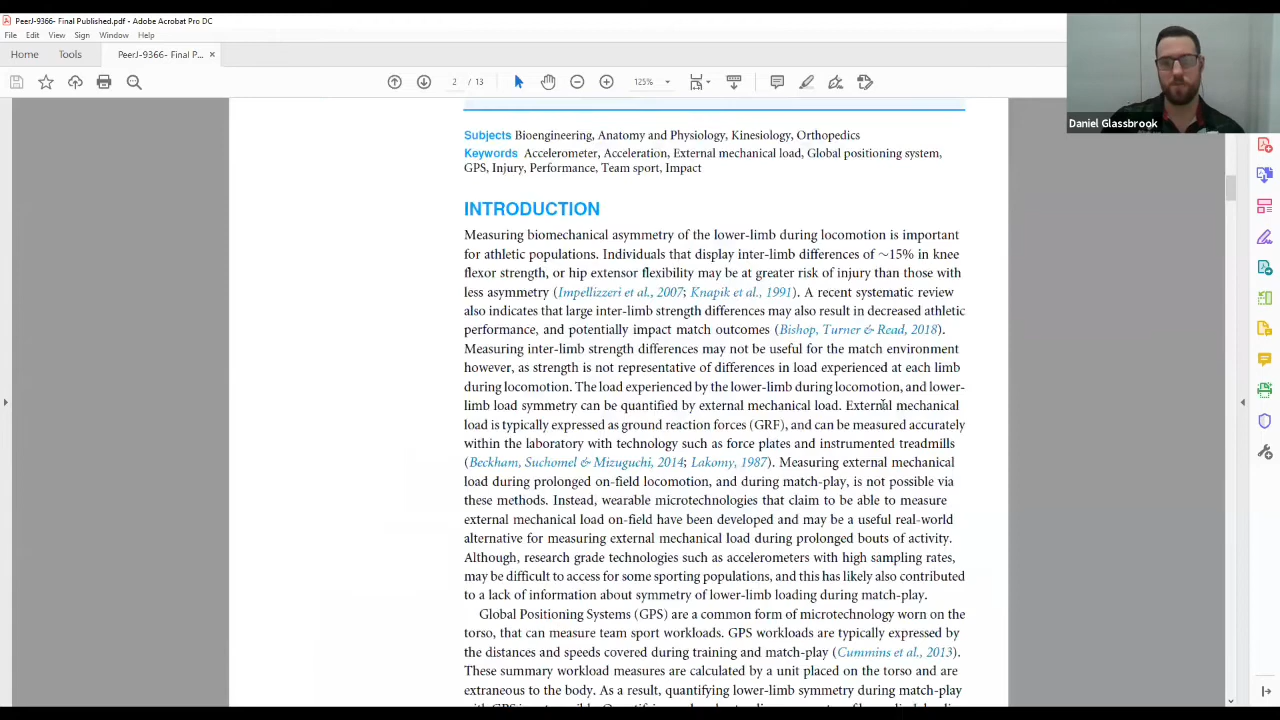 PeerJ-9366- Final Published.pdf - Adobe Acrobat Pro DC
File Edit View Sign Window Help
Home Tools PeerJ-9366- Final P... ×
2 / 13 125%
Daniel Glassbrook
Subjects Bioengineering, Anatomy and Physiology, Kinesiology, Orthopedics
Keywords Accelerometer, Acceleration, External mechanical load, Global positioning system,
GPS, Injury, Performance, Team sport, Impact
INTRODUCTION
Measuring biomechanical asymmetry of the lower-limb during locomotion is important
for athletic populations. Individuals that display inter-limb differences of ~15% in knee
flexor strength, or hip extensor flexibility may be at greater risk of injury than those with
less asymmetry (Impellizzeri et al., 2007; Knapik et al., 1991). A recent systematic review
also indicates that large inter-limb strength differences may also result in decreased athletic
performance, and potentially impact match outcomes (Bishop, Turner & Read, 2018).
Measuring inter-limb strength differences may not be useful for the match environment
however, as strength is not representative of differences in load experienced at each limb
during locomotion. The load experienced by the lower-limb during locomotion, and lower-
limb load symmetry can be quantified by external mechanical load. External mechanical
load is typically expressed as ground reaction forces (GRF), and can be measured accurately
within the laboratory with technology such as force plates and instrumented treadmills
(Beckham, Suchomel & Mizuguchi, 2014; Lakomy, 1987). Measuring external mechanical
load during prolonged on-field locomotion, and during match-play, is not possible via
these methods. Instead, wearable microtechnologies that claim to be able to measure
external mechanical load on-field have been developed and may be a useful real-world
alternative for measuring external mechanical load during prolonged bouts of activity.
Although, research grade technologies such as accelerometers with high sampling rates,
may be difficult to access for some sporting populations, and this has likely also contributed
to a lack of information about symmetry of lower-limb loading during match-play.
Global Positioning Systems (GPS) are a common form of microtechnology worn on the
torso, that can measure team sport workloads. GPS workloads are typically expressed by
the distances and speeds covered during training and match-play (Cummins et al., 2013).
These summary workload measures are calculated by a unit placed on the torso and are
extraneous to the body. As a result, quantifying lower-limb symmetry during match-play